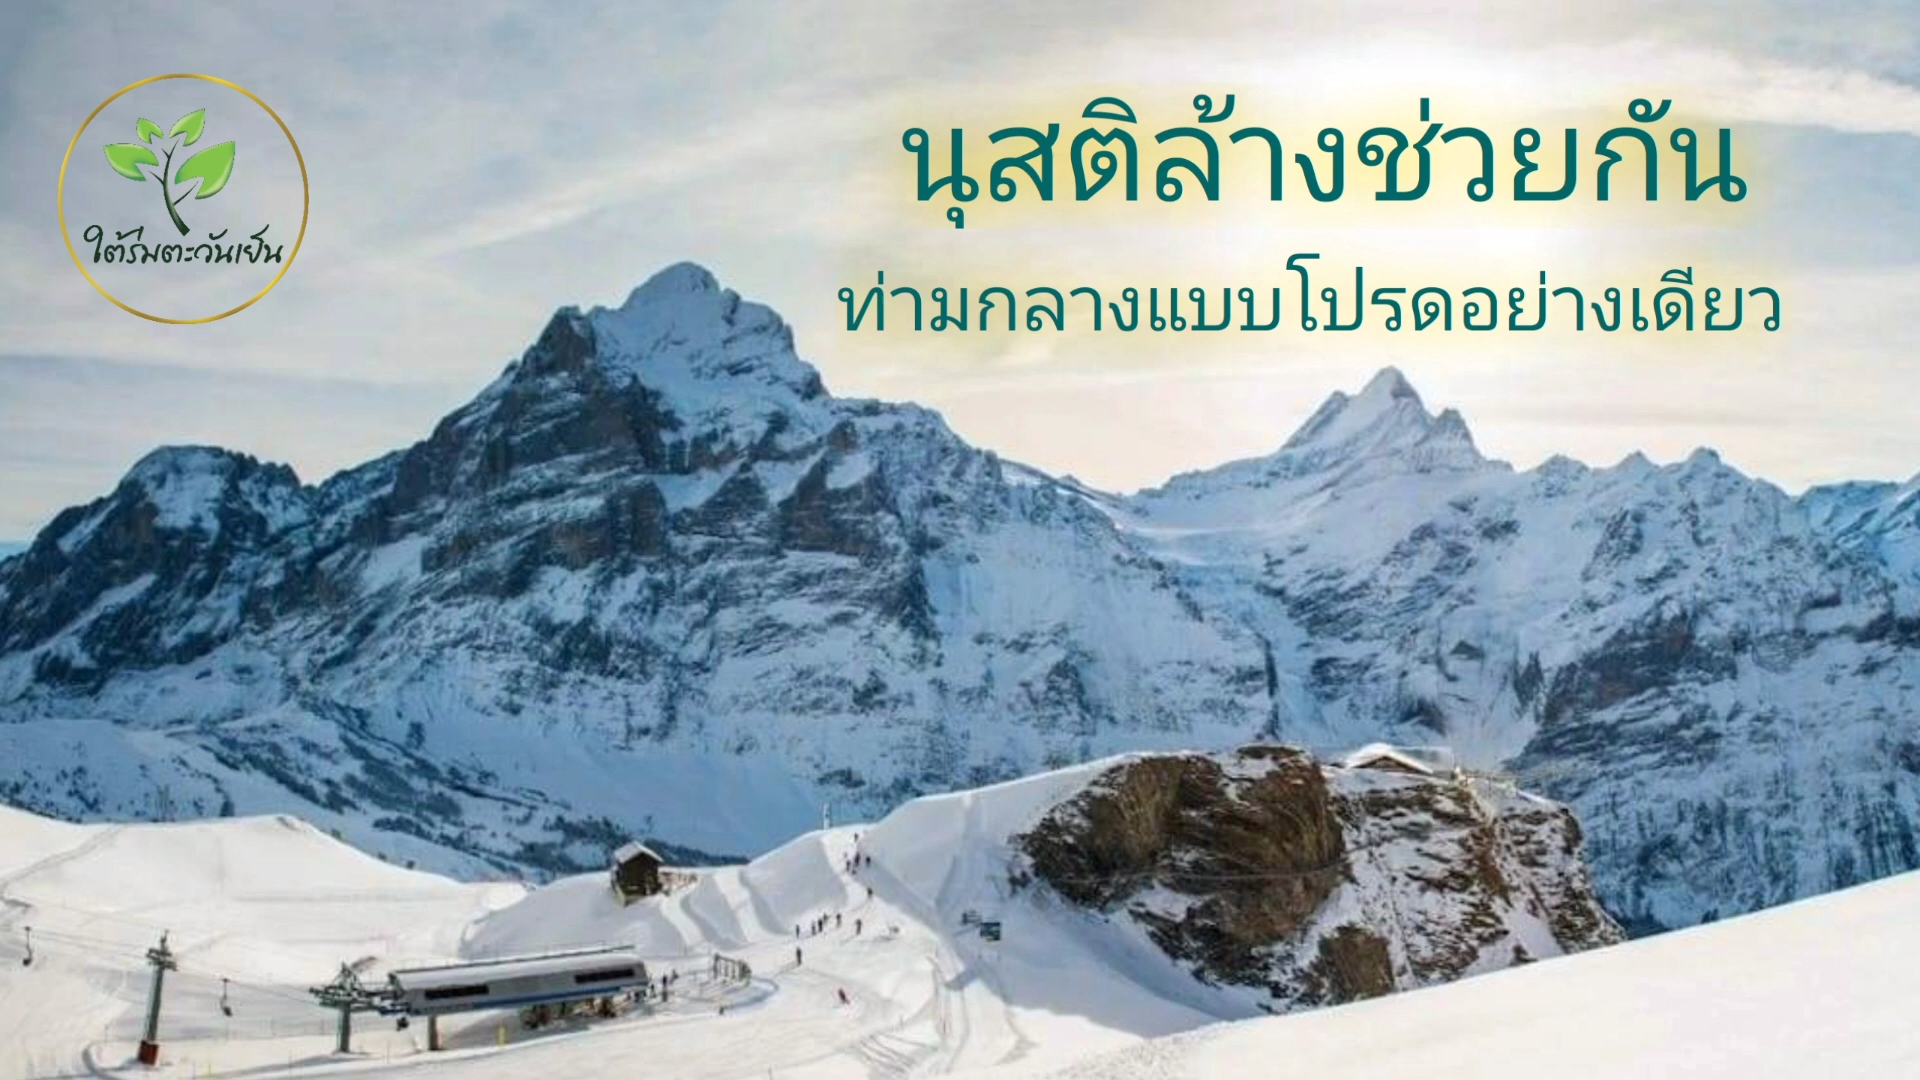 ใต้ร่มตะวันเย็น
นุสติล้างช่วยกัน
ท่ามกลางแบบโปรดอย่างเดียว